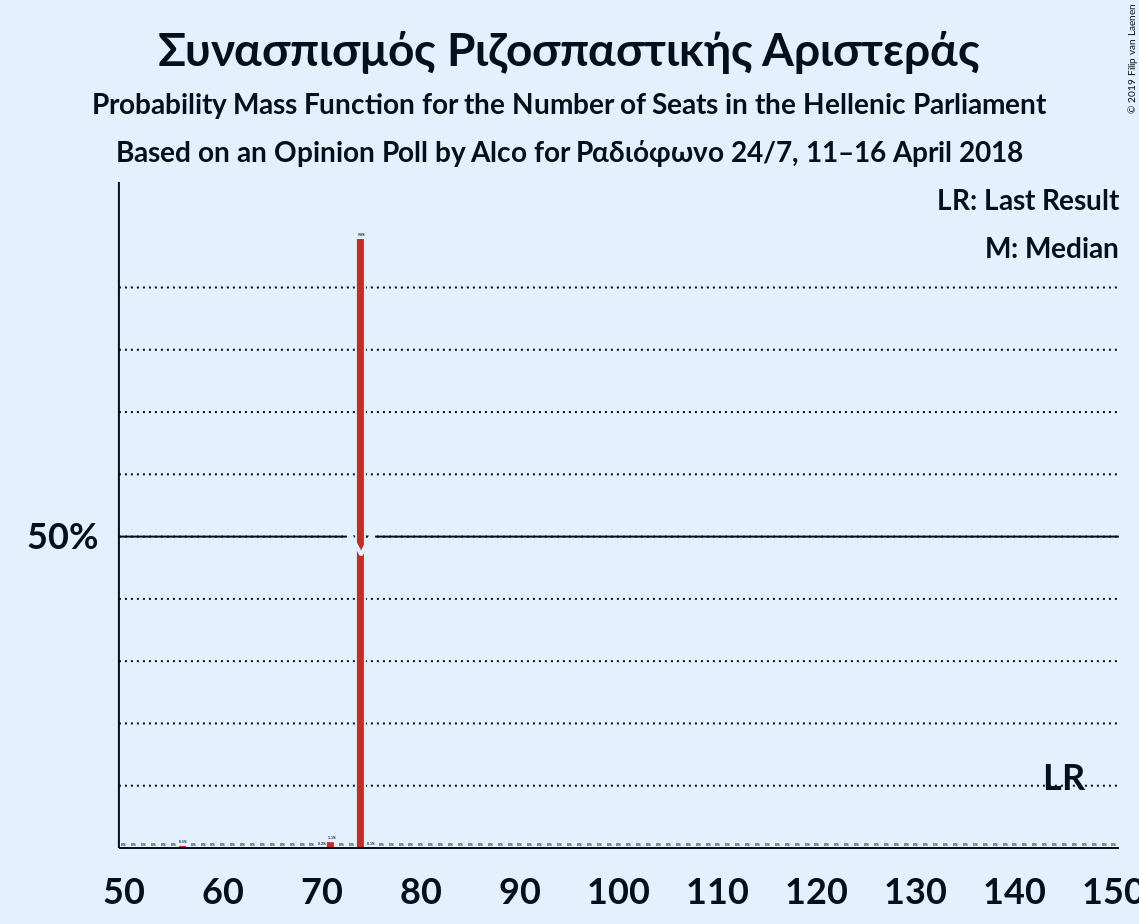 Συνασπισμός Ριζοσπαστικής Αριστεράς
Probability Mass Function for the Number of Seats in the Hellenic Parliament
Based on an Opinion Poll by Alco for Ραδιόφωνο 24/7, 11–16 April 2018
© 2019 Filip van Laenen
LR: Last Result
M: Median
50%
M
LR
50 60 70 80 90 100 110 120 130 140 150